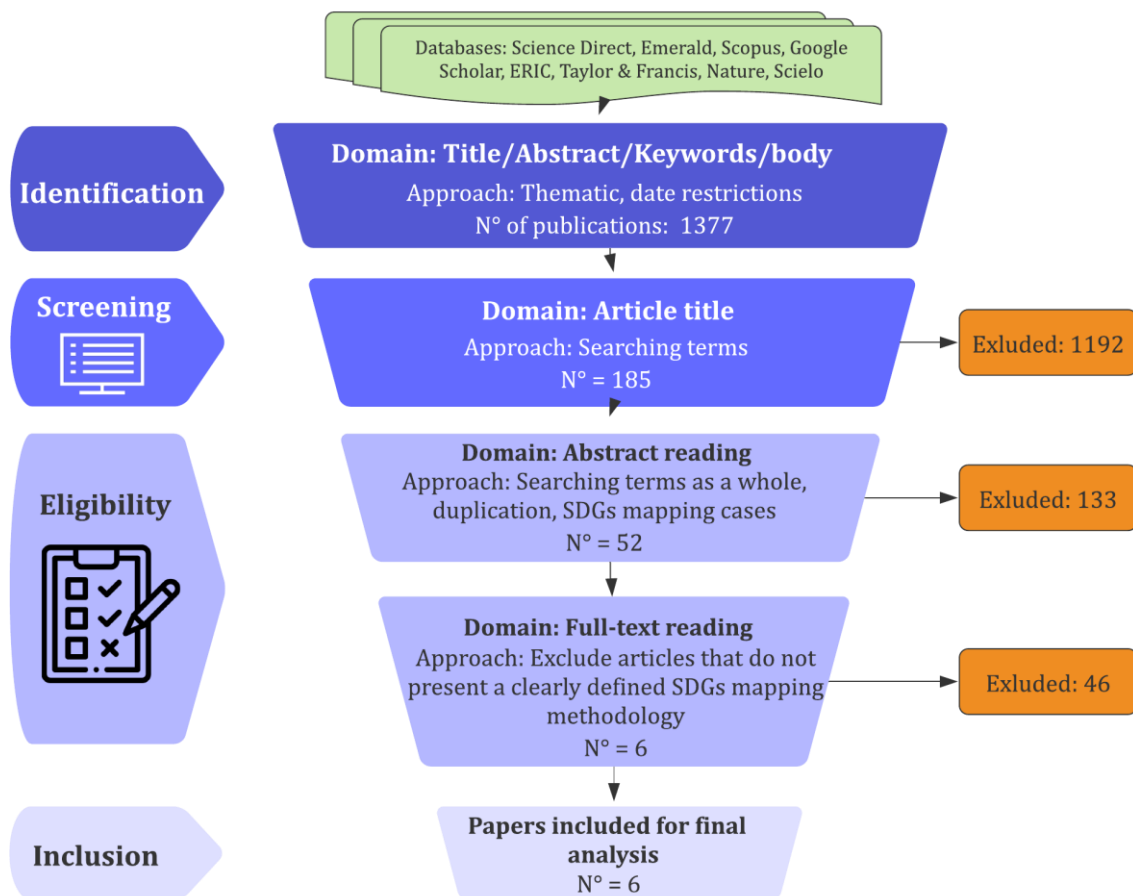 Databases: Science Direct, Emerald, Scopus, Google
Scholar, ERIC, Taylor & Francis, Nature, Scielo
Identification
Domain: Title/Abstract/Keywords/body
Approach: Thematic, date restrictions
N° of publications: 1377
Screening
Domain: Article title
Approach: Searching terms
N° = 185
Exluded: 1192
Eligibility
Domain: Abstract reading
Approach: Searching terms as a whole,
duplication, SDGs mapping cases
N° = 52
Exluded: 133
Domain: Full-text reading
Approach: Exclude articles that do not
present a clearly defined SDGs mapping
methodology
N° = 6
Exluded: 46
Inclusion
Papers included for final
analysis
N° = 6